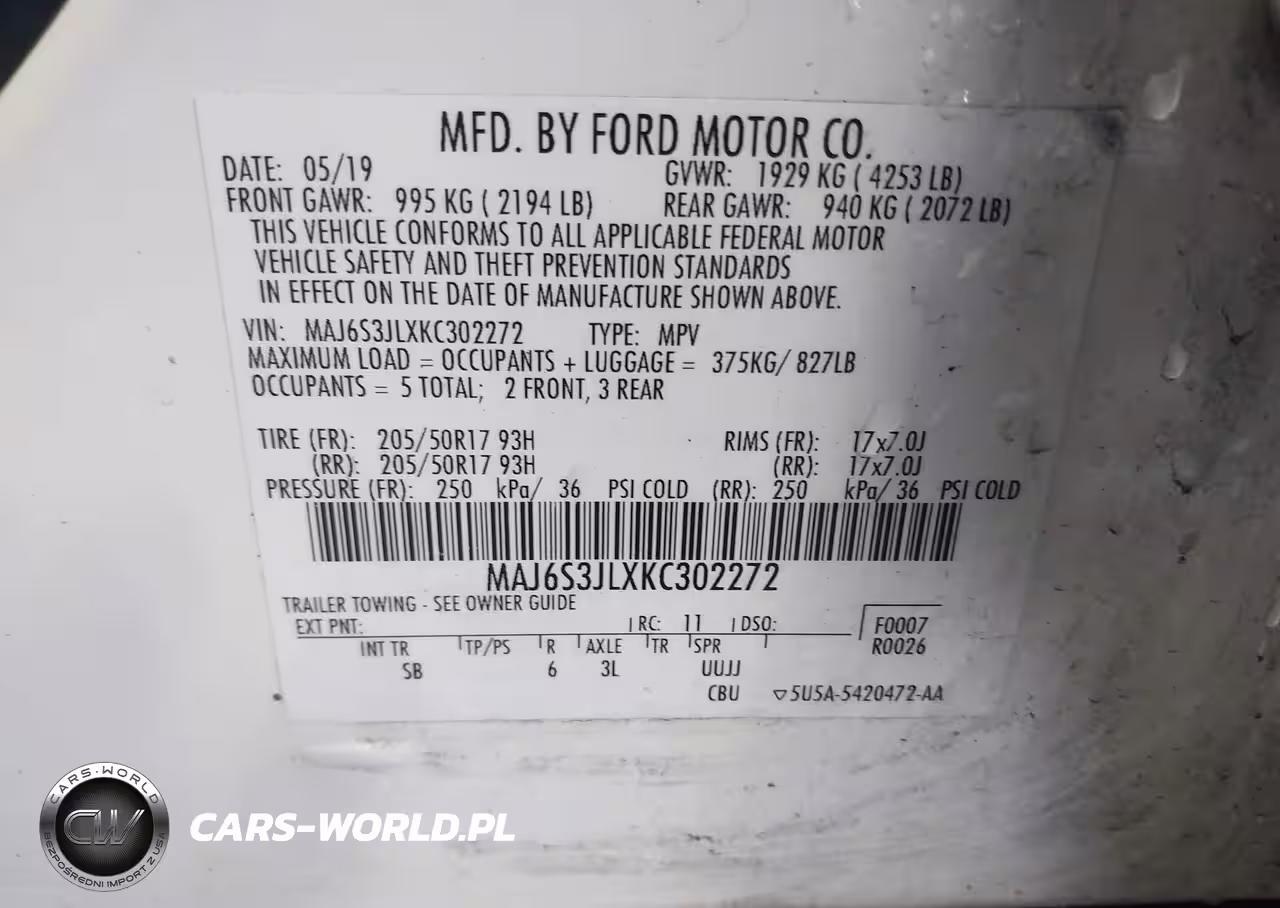 MFD. BY FORD MOTOR CO.
DATE: 05/19 GVWR: 1929 KG ( 4253 LB)
FRONT GAWR: 995 KG ( 2194 LB) REAR GAWR: 940 KG ( 2072 LB)
THIS VEHICLE CONFORMS TO ALL APPLICABLE FEDERAL MOTOR
VEHICLE SAFETY AND THEFT PREVENTION STANDARDS
IN EFFECT ON THE DATE OF MANUFACTURE SHOWN ABOVE.
VIN: MAJ6S3JLXKC302272 TYPE: MPV
MAXIMUM LOAD = OCCUPANTS + LUGGAGE = 375KG/ 827LB
OCCUPANTS = 5 TOTAL; 2 FRONT, 3 REAR
TIRE (FR): 205/50R17 93H RIMS (FR): 17x7.0J
(RR): 205/50R17 93H (RR): 17x7.0J
PRESSURE (FR): 250 kPa/ 36 PSI COLD (RR): 250 kPa/ 36 PSI COLD
MAJ6S3JLXKC302272
TRAILER TOWING - SEE OWNER GUIDE
EXT PNT: RC: 11 DSO: F0007
R0026
INT TR TP/PS R AXLE TR SPR
SB 6 3L UUJJ
CBU ▽5U5A-5420472-AA
CARS-WORLD
CW
BEZPOŚREDNI IMPORT Z USA
CARS-WORLD.PL